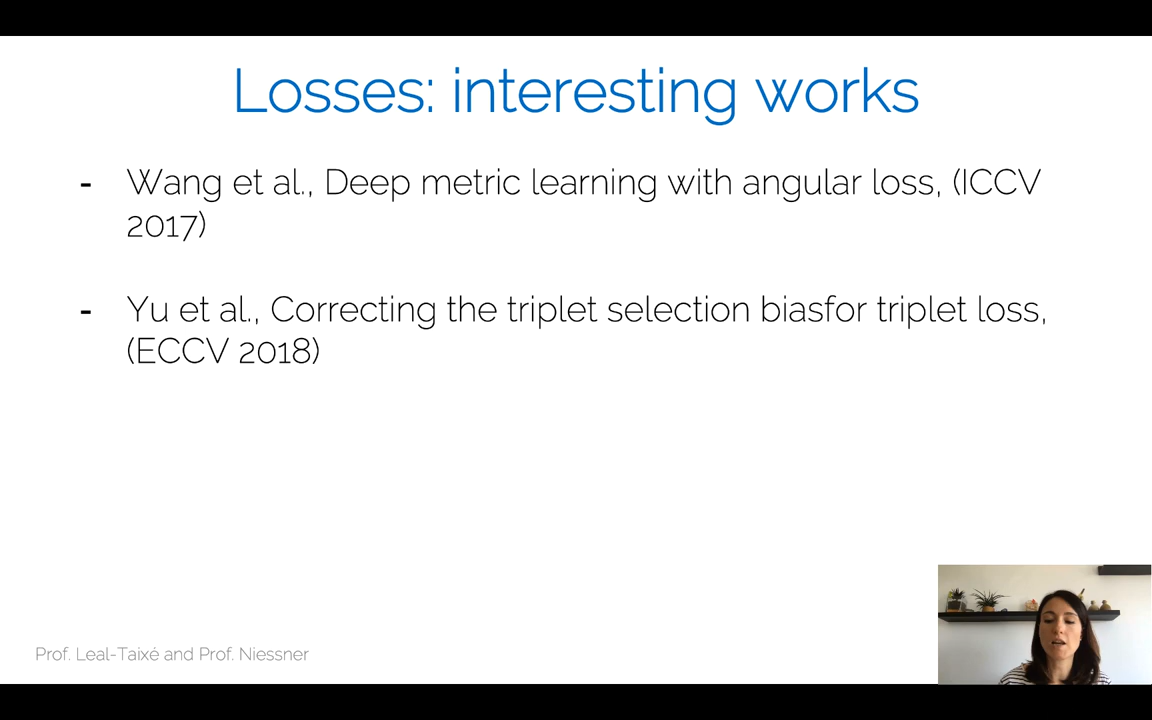 Losses: interesting works
- Wang et al., Deep metric learning with angular loss, (ICCV
2017)
- Yu et al., Correcting the triplet selection biasfor triplet loss,
(ECCV 2018)
Prof. Leal-Taixé and Prof. Niessner